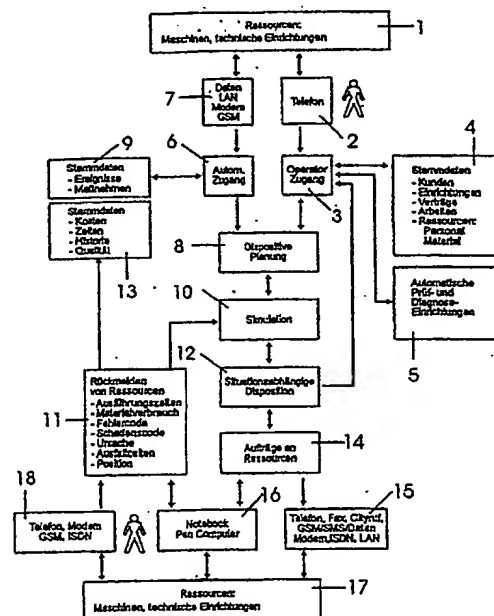 Ressourcen:
Maschinen, technische Einrichtungen
1
Daten
LAN
Modem
GSM
7
Telefon
2
4
9
6
Stammdaten
- Ereignisse
- Maßnahmen
Autom.
Zugang
Operator
Zugang
3
Stammdaten
- Kunden
- Einrichtungen
- Verträge
- Arbeiten
- Ressourcen:
Personal
Material
Stammdaten
- Kosten
- Zeiten
- Historie
- Qualität
13
8
Dispositive
Planung
10
Simulation
Automatische
Prüf- und
Diagnose-
Einrichtungen
5
12
Situationsabhängige
Disposition
11
Rückmelden
von Ressourcen
- Ausführungszeiten
- Materialverbrauch
- Fehlercode
- Schadenscode
- Ursache
- Ausfallzeiten
- Position
Aufträge an
Ressourcen
14
18
16
15
Telefon, Modem
GSM, ISDN
Notebook
Pen Computer
Telefon, Fax, Cityruf,
GSM/SMS/Daten
Modem, ISDN, LAN
Ressourcen:
Maschinen, technische Einrichtungen
17